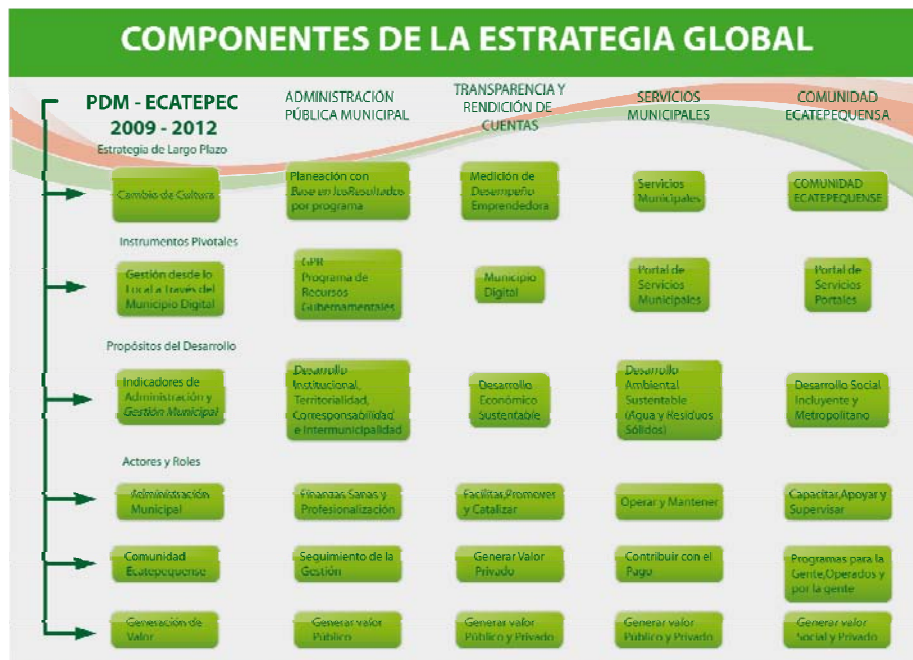 COMPONENTES DE LA ESTRATEGIA GLOBAL
PDM - ECATEPEC
2009 - 2012
Estrategia de Largo Plazo
ADMINISTRACIÓN
PÚBLICA MUNICIPAL
TRANSPARENCIA Y
RENDICIÓN DE
CUENTAS
SERVICIOS
MUNICIPALES
COMUNIDAD
ECATEPEQUENSA
Cambio de Cultura
Planeación con
Base en losResultados
por programa
Medición de
Desempeño
Emprendedora
Servicios
Municipales
COMUNIDAD
ECATEPEQUENSE
Instrumentos Pivotales
Gestión desde lo
Local a través del
Municipio Digital
GPR
Programa de
Recursos
Gubernamentales
Municipio
Digital
Portal de
Servicios
Municipales
Portal de
Servicios
Portales
Propósitos del Desarrollo
Indicadores de
Administración y
Gestión Municipal
Desarrollo
Institucional,
Territorialidad,
Corresponsabilidad
e Intermunicipalidad
Desarrollo
Económico
Sustentable
Desarrollo
Ambiental
Sustentable
(Agua y Residuos
Sólidos)
Desarrollo Social
Incluyente y
Metropolitano
Actores y Roles
Administración
Municipal
Finanzas Sanas y
Profesionalización
Facilitar,Promover
y Catalizar
Operar y Mantener
Capacitar,Apoyar y
Supervisar
Comunidad
Ecatepequense
Seguimiento de la
Gestión
Generar Valor
Privado
Contribuir con el
Pago
Programas para la
Gente,Operados y
por la gente
Generación de
Valor
Generar valor
Público
Generar valor
Público y Privado
Generar valor
Público y Privado
Generar valor
Social y Privado